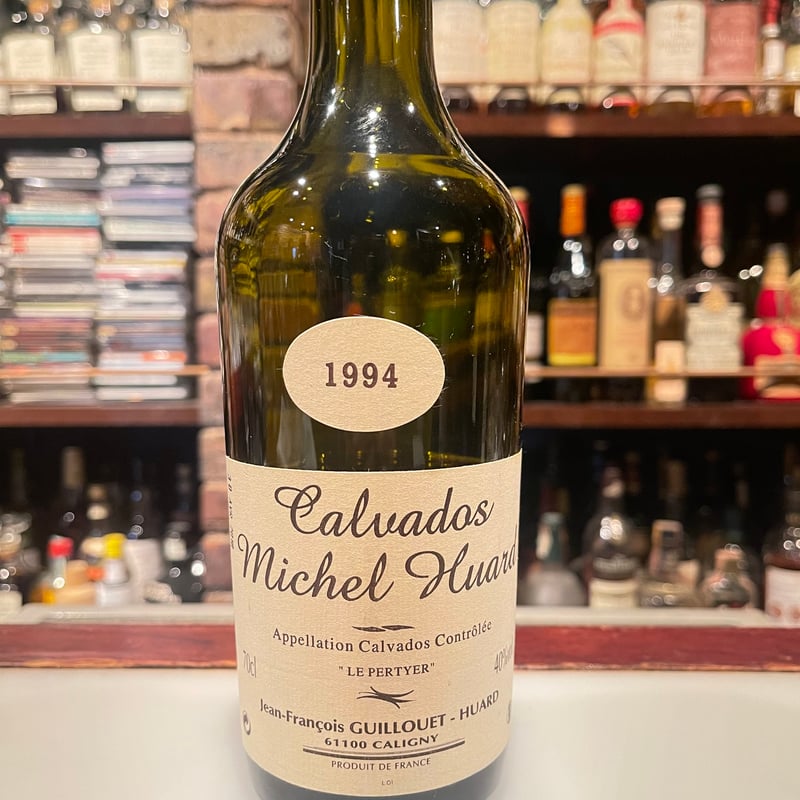 1994
Calvados
Michel Huard
Appellation Calvados Contrôlée
"LE PERTYER"
70cl
40%
Jean-François GUILLOUET - HUARD
61100 CALIGNY
PRODUIT DE FRANCE
L 01